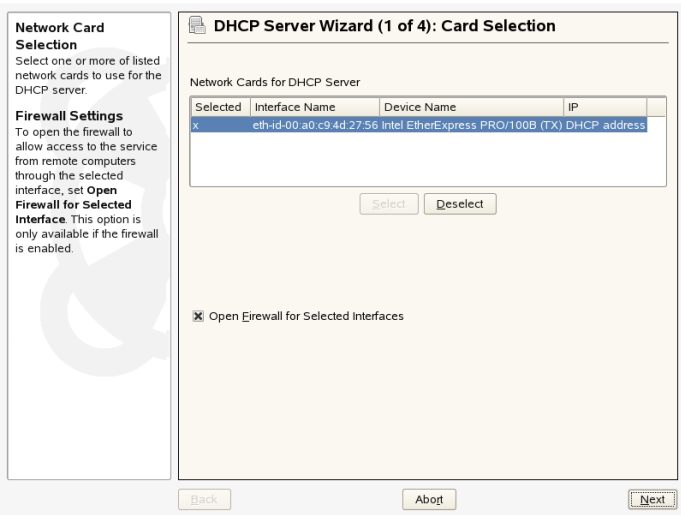 Network Card
Selection
Select one or more of listed
network cards to use for the
DHCP server.
Firewall Settings
To open the firewall to
allow access to the service
from remote computers
through the selected
interface, set Open
Firewall for Selected
Interface. This option is
only available if the firewall
is enabled.
DHCP Server Wizard (1 of 4): Card Selection
Network Cards for DHCP Server
Selected Interface Name Device Name IP
x eth-id-00:a0:c9:4d:27:56 Intel EtherExpress PRO/100B (TX) DHCP address
Select Deselect
Open Firewall for Selected Interfaces
Back Abort Next